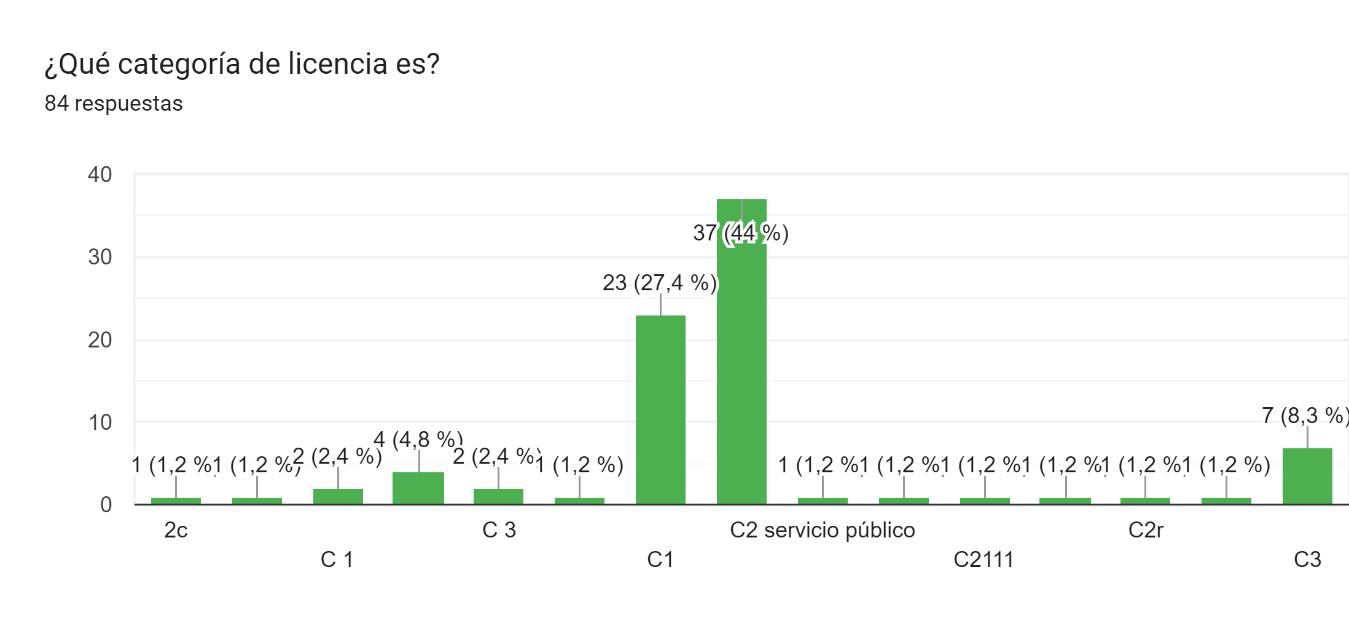 ¿Qué categoría de licencia es?
84 respuestas
40
30
20
10
0
37 (44 %)
23 (27,4 %)
7 (8,3 %)
4 (4,8 %)
2 (2,4 %)
2 (2,4 %)
1 (1,2 %
1 (1,2 %)
1 (1,2 %)
1 (1,2 %
1 (1,2 %
1 (1,2 %
1 (1,2 %
1 (1,2 %
1 (1,2 %)
2c
C 3
C2 servicio público
C2r
C 1
C1
C2111
C3